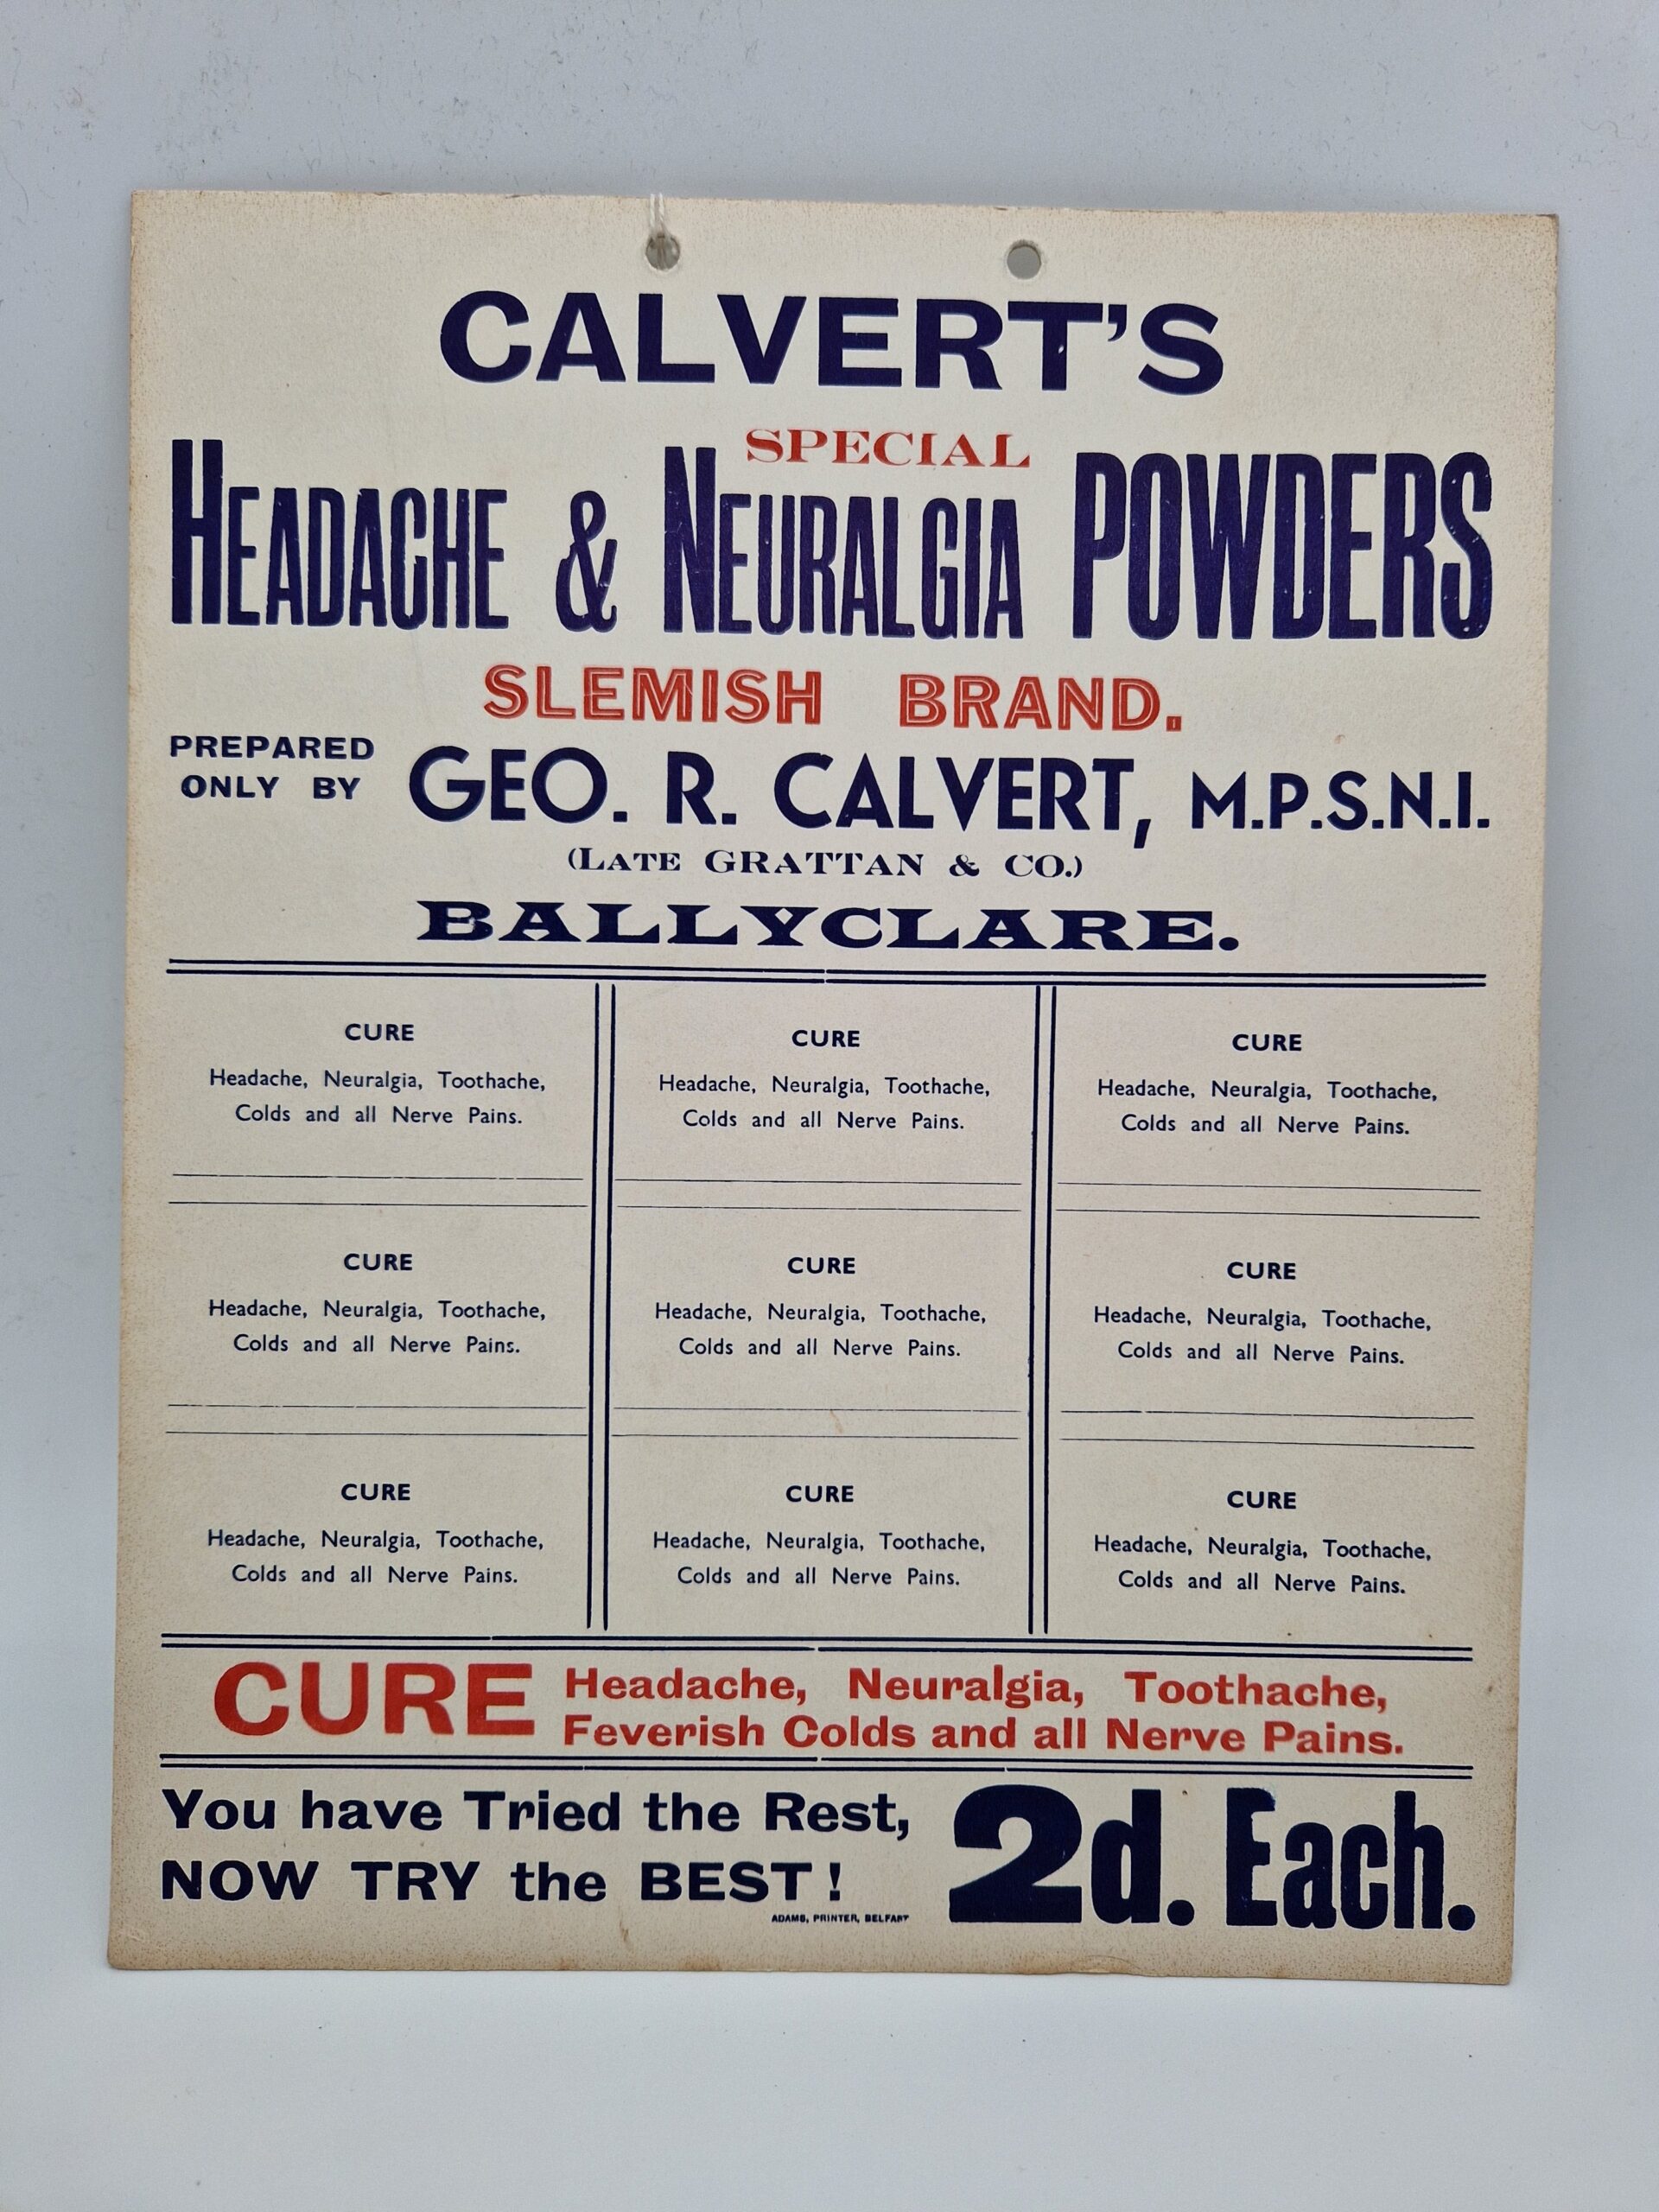 CALVERT'S
SPECIAL
HEADACHE & NEURALGIA POWDERS
SLEMISH BRAND.
PREPARED
ONLY BY
GEO. R. CALVERT, M.P.S.N.I.
(LATE GRATTAN & CO.)
BALLYCLARE.
CURE
Headache, Neuralgia, Toothache,
Colds and all Nerve Pains.
CURE
Headache, Neuralgia, Toothache,
Colds and all Nerve Pains.
CURE
Headache, Neuralgia, Toothache,
Colds and all Nerve Pains.
CURE
Headache, Neuralgia, Toothache,
Colds and all Nerve Pains.
CURE
Headache, Neuralgia, Toothache,
Colds and all Nerve Pains.
CURE
Headache, Neuralgia, Toothache,
Colds and all Nerve Pains.
CURE
Headache, Neuralgia, Toothache,
Colds and all Nerve Pains.
CURE
Headache, Neuralgia, Toothache,
Colds and all Nerve Pains.
CURE
Headache, Neuralgia, Toothache,
Colds and all Nerve Pains.
CURE
Headache, Neuralgia, Toothache,
Feverish Colds and all Nerve Pains.
You have Tried the Rest,
NOW TRY the BEST!
2d. Each.
ADAMS, PRINTER, BELFAST